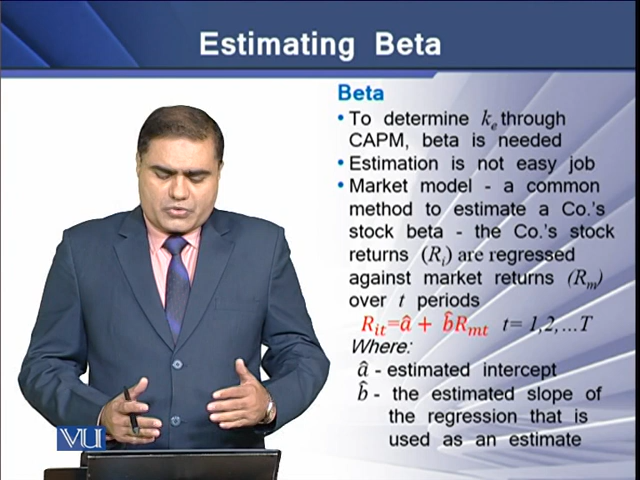 Estimating Beta
Beta
• To determine kₑ through
CAPM, beta is needed
• Estimation is not easy job
• Market model - a common
method to estimate a Co.'s
stock beta - the Co.'s stock
returns (Rᵢ) are regressed
against market returns (Rₘ)
over t periods
Rᵢₜ=â + b̂Rₘₜ t= 1,2,...T
Where:
â - estimated intercept
b̂ - the estimated slope of
the regression that is
used as an estimate
VU